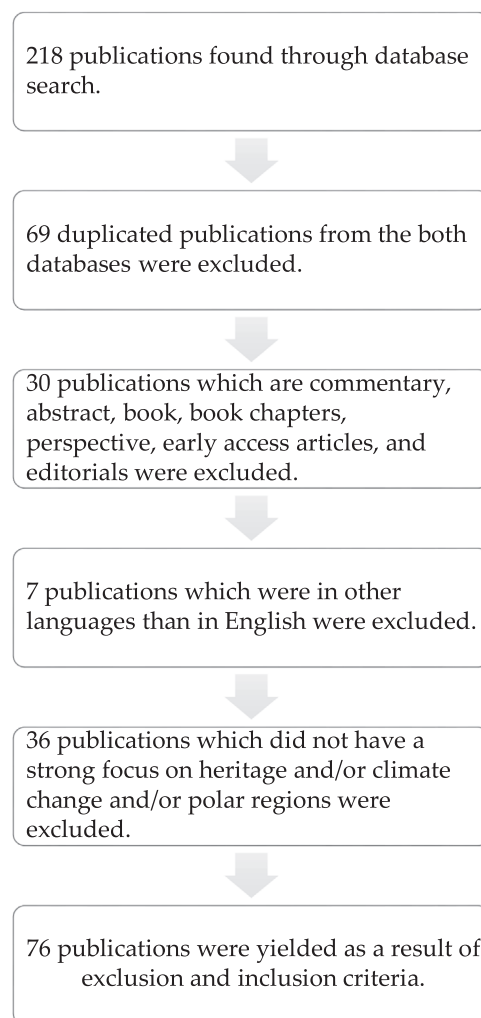 218 publications found through database
search.
69 duplicated publications from the both
databases were excluded.
30 publications which are commentary,
abstract, book, book chapters,
perspective, early access articles, and
editorials were excluded.
7 publications which were in other
languages than in English were excluded.
36 publications which did not have a
strong focus on heritage and/or climate
change and/or polar regions were
excluded.
76 publications were yielded as a result of
exclusion and inclusion criteria.